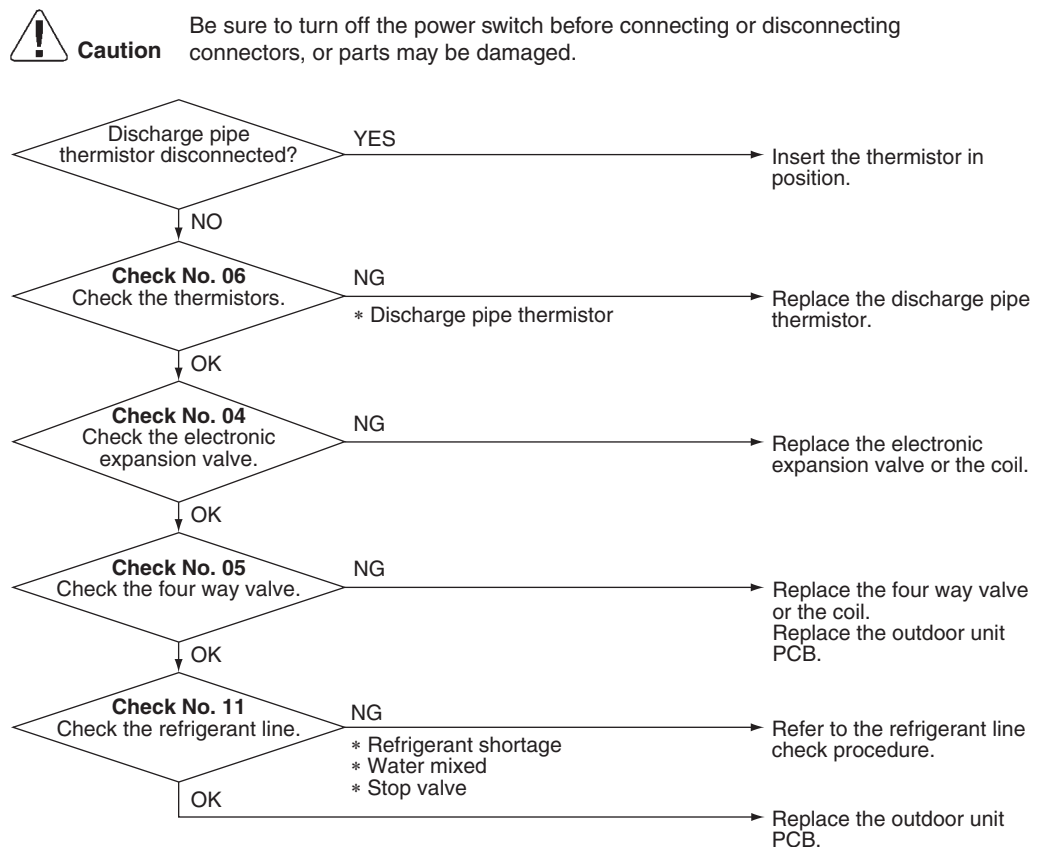 Caution
Be sure to turn off the power switch before connecting or disconnecting
connectors, or parts may be damaged.
Discharge pipe
thermistor disconnected?
YES
Insert the thermistor in
position.
NO
Check No. 06
Check the thermistors.
NG
∗ Discharge pipe thermistor
Replace the discharge pipe
thermistor.
OK
Check No. 04
Check the electronic
expansion valve.
NG
Replace the electronic
expansion valve or the coil.
OK
Check No. 05
Check the four way valve.
NG
Replace the four way valve
or the coil.
Replace the outdoor unit
PCB.
OK
Check No. 11
Check the refrigerant line.
NG
∗ Refrigerant shortage
∗ Water mixed
∗ Stop valve
Refer to the refrigerant line
check procedure.
OK
Replace the outdoor unit
PCB.